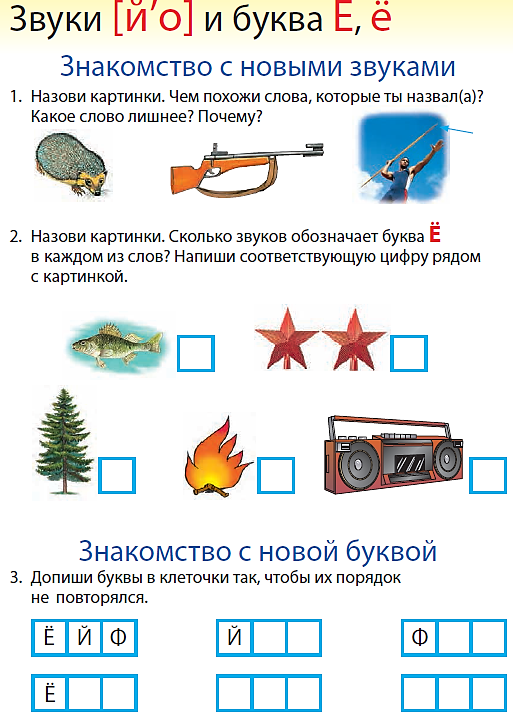 Звуки [й’о] и буква Ё, ё
Знакомство с новыми звуками
1. Назови картинки. Чем похожи слова, которые ты назвал(а)?
Какое слово лишнее? Почему?
2. Назови картинки. Сколько звуков обозначает буква Ё
в каждом из слов? Напиши соответствующую цифру рядом
с картинкой.
Знакомство с новой буквой
3. Допиши буквы в клеточки так, чтобы их порядок
не повторялся.
Ё Й Ф Й Ф
Ё